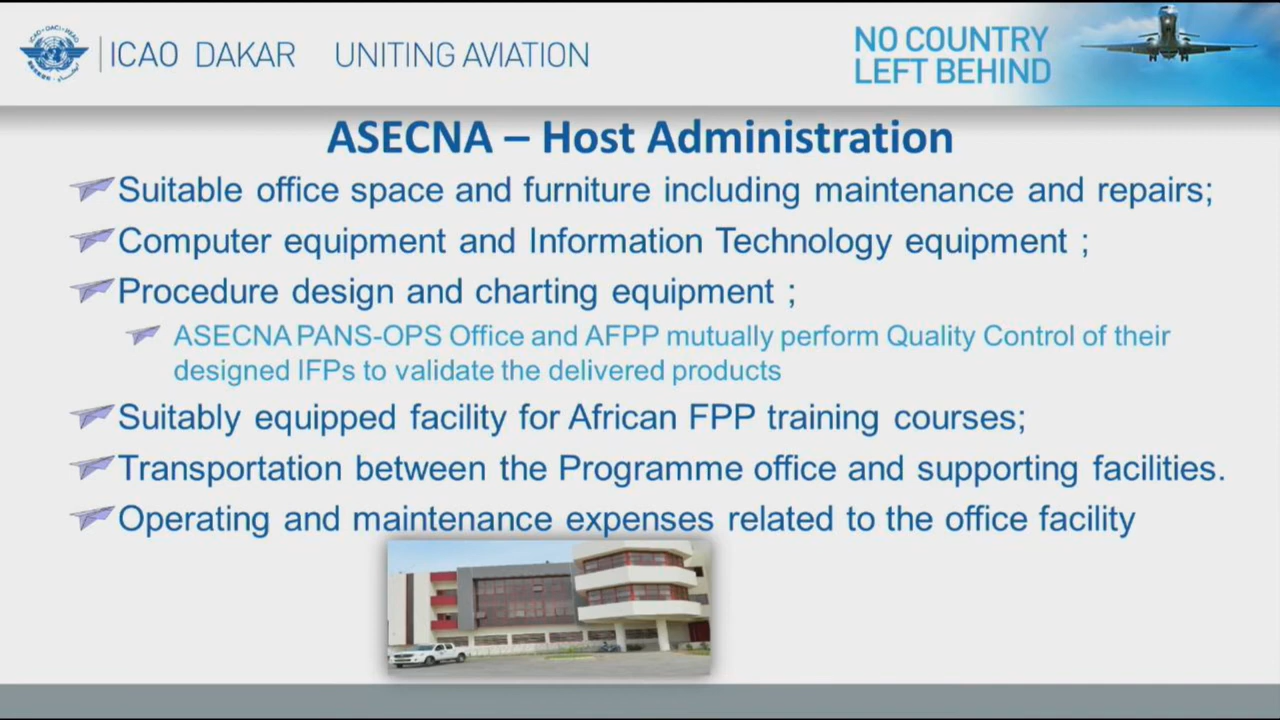 ICAO DAKAR UNITING AVIATION
NO COUNTRY
LEFT BEHIND
ASECNA – Host Administration
Suitable office space and furniture including maintenance and repairs;
Computer equipment and Information Technology equipment ;
Procedure design and charting equipment ;
ASECNA PANS-OPS Office and AFPP mutually perform Quality Control of their
designed IFPs to validate the delivered products
Suitably equipped facility for African FPP training courses;
Transportation between the Programme office and supporting facilities.
Operating and maintenance expenses related to the office facility